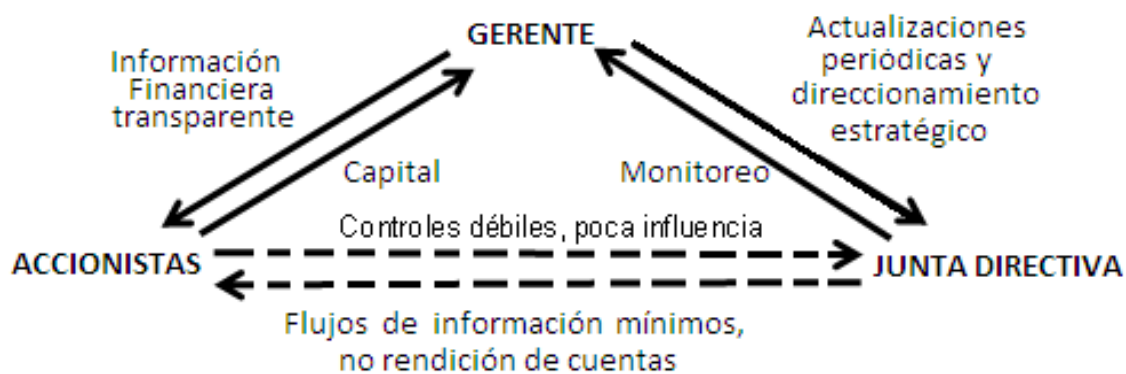 GERENTE
Actualizaciones
periódicas y
direccionamiento
estratégico
Información
Financiera
transparente
Capital
Monitoreo
Controles débiles, poca influencia
ACCIONISTAS
JUNTA DIRECTIVA
Flujos de información mínimos,
no rendición de cuentas